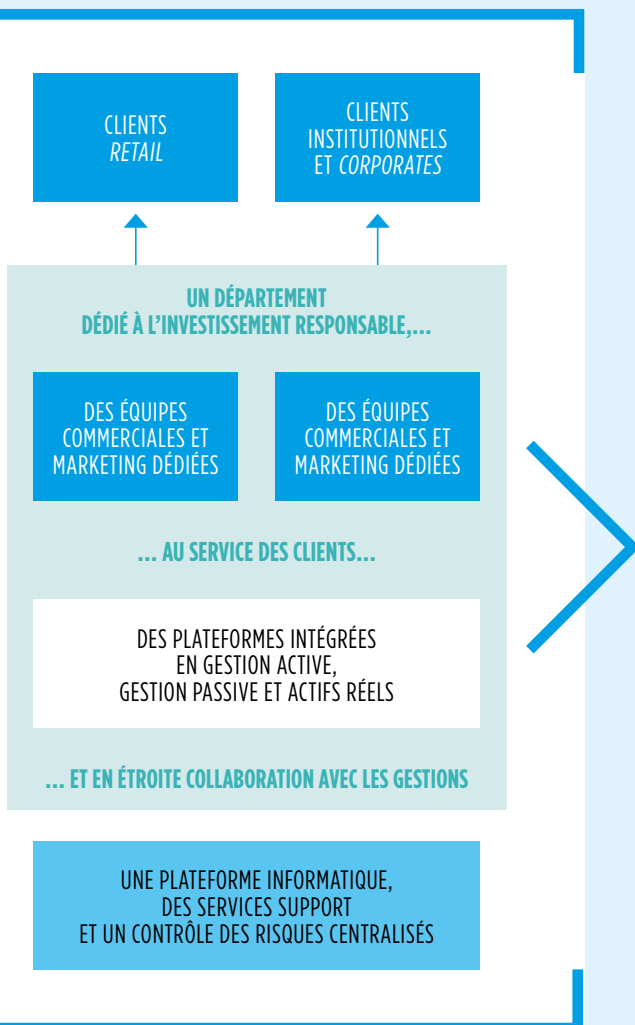 CLIENTS
RETAIL
CLIENTS
INSTITUTIONNELS
ET CORPORATES
UN DÉPARTEMENT
DÉDIÉ À L’INVESTISSEMENT RESPONSABLE,...
DES ÉQUIPES
COMMERCIALES ET
MARKETING DÉDIÉES
DES ÉQUIPES
COMMERCIALES ET
MARKETING DÉDIÉES
... AU SERVICE DES CLIENTS...
DES PLATEFORMES INTÉGRÉES
EN GESTION ACTIVE,
GESTION PASSIVE ET ACTIFS RÉELS
... ET EN ÉTROITE COLLABORATION AVEC LES GESTIONS
UNE PLATEFORME INFORMATIQUE,
DES SERVICES SUPPORT
ET UN CONTRÔLE DES RISQUES CENTRALISÉS